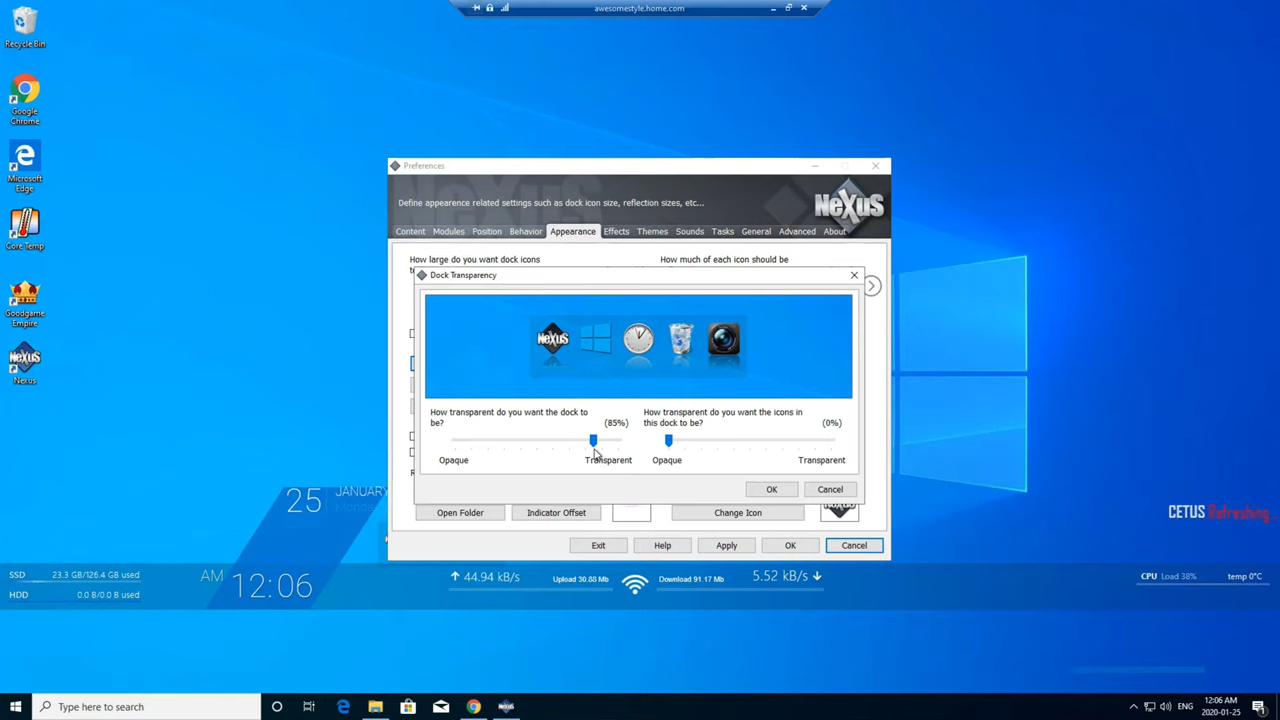 awesomestyle.home.com
Recycle Bin
Google
Chrome
Microsoft
Edge
Core Temp
Goodgame
Empire
Nexus
Preferences
NeXuS
Define appearance related settings such as dock icon size, reflection sizes, etc...
NeXuS
Content Modules Position Behavior Appearance Effects Themes Sounds Tasks General Advanced About
How large do you want dock icons
How much of each icon should be
Dock Transparency
NeXuS
How transparent do you want the dock to
be? (85%)
Opaque Transparent
How transparent do you want the icons in
this dock to be? (0%)
Opaque Transparent
OK Cancel
Open Folder Indicator Offset Change Icon
Exit Help Apply OK Cancel
25 JANUARY
AM 12:06
SSD 23.3 GB/126.4 GB used
HDD 0.0 B/0.0 B used
44.94 kB/s Upload 30.88 Mb Download 91.17 Mb 5.52 kB/s
CETUS Refreshing
CPU Load 38% temp 0°C
Type here to search
ENG
12:06 AM
2020-01-25
1